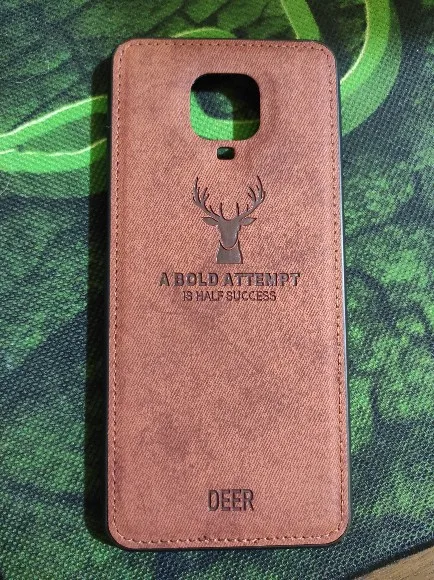 A BOLD ATTEMPT
IS HALF SUCCESS
DEER